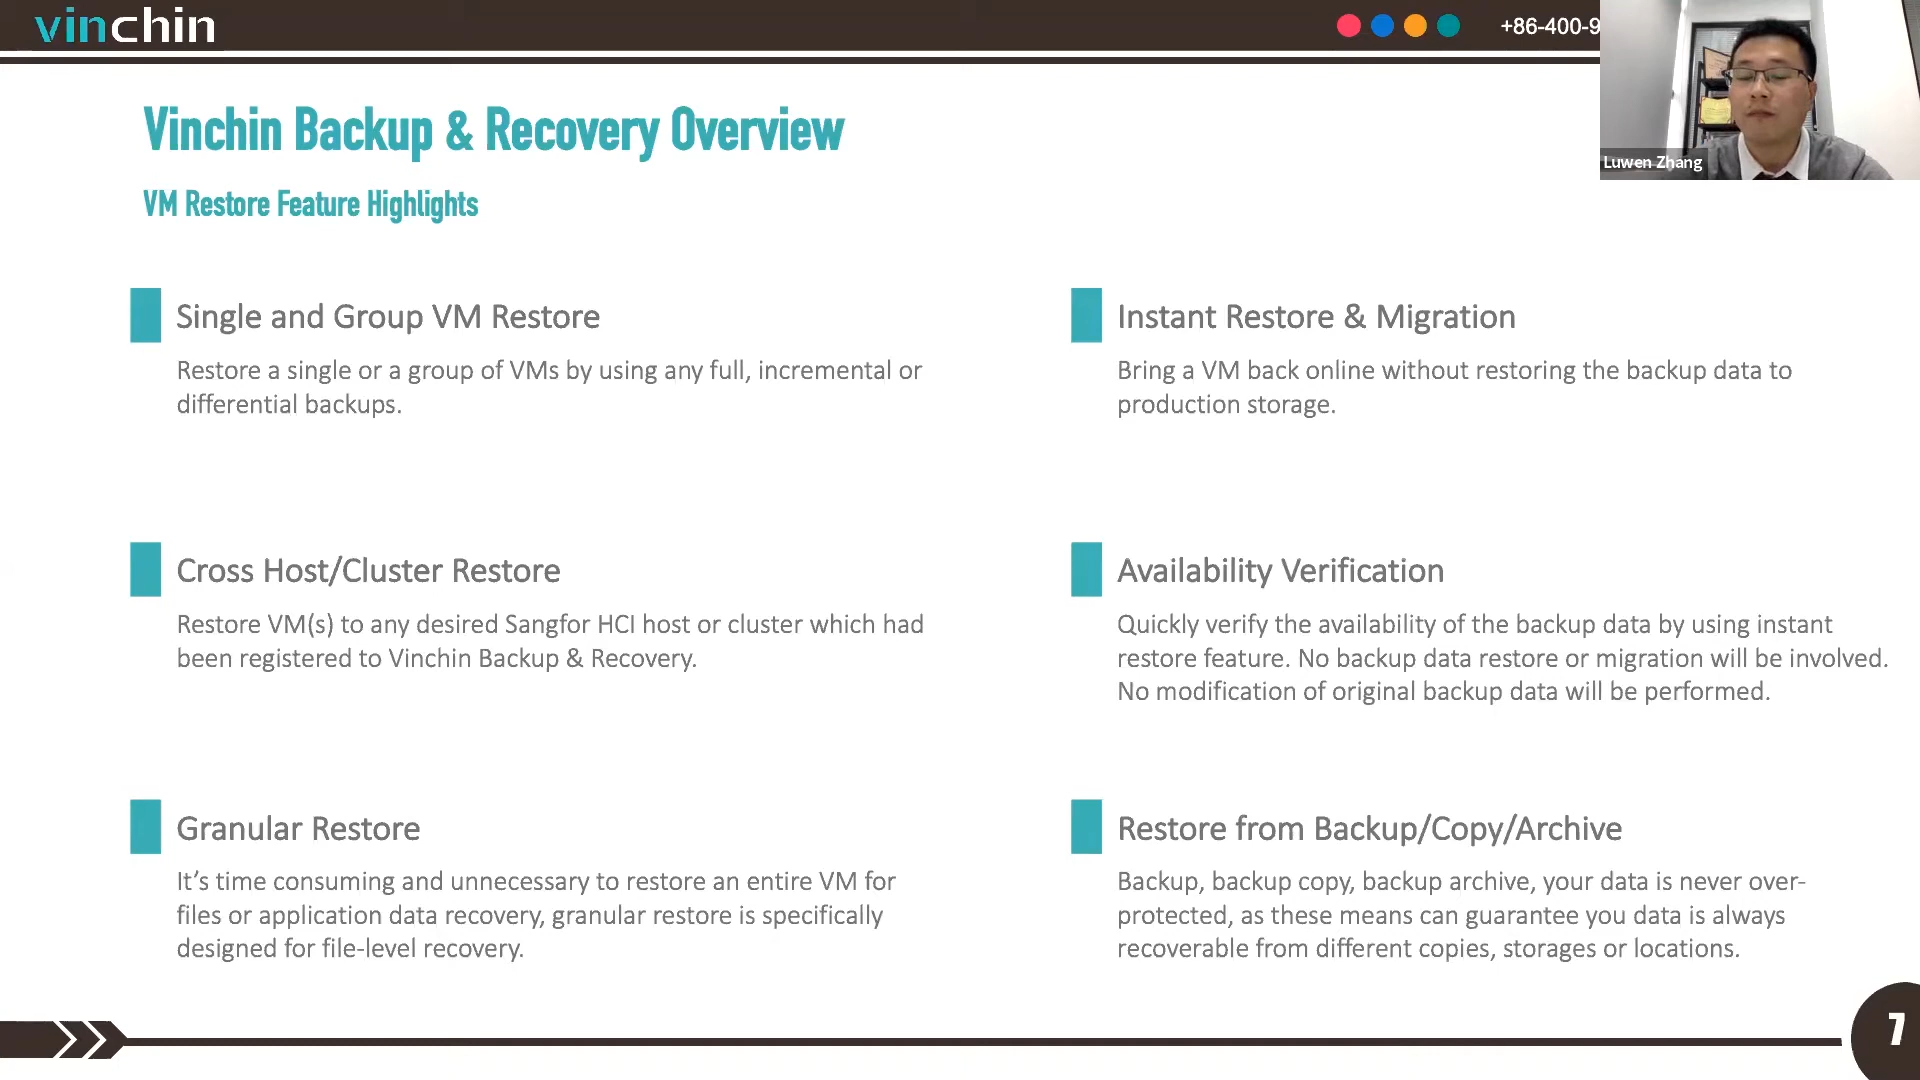 vinchin
+86-400-9
Luwen Zhang
Vinchin Backup & Recovery Overview
VM Restore Feature Highlights
Single and Group VM Restore
Restore a single or a group of VMs by using any full, incremental or
differential backups.
Instant Restore & Migration
Bring a VM back online without restoring the backup data to
production storage.
Cross Host/Cluster Restore
Restore VM(s) to any desired Sangfor HCI host or cluster which had
been registered to Vinchin Backup & Recovery.
Availability Verification
Quickly verify the availability of the backup data by using instant
restore feature. No backup data restore or migration will be involved.
No modification of original backup data will be performed.
Granular Restore
It’s time consuming and unnecessary to restore an entire VM for
files or application data recovery, granular restore is specifically
designed for file-level recovery.
Restore from Backup/Copy/Archive
Backup, backup copy, backup archive, your data is never over-
protected, as these means can guarantee you data is always
recoverable from different copies, storages or locations.
7